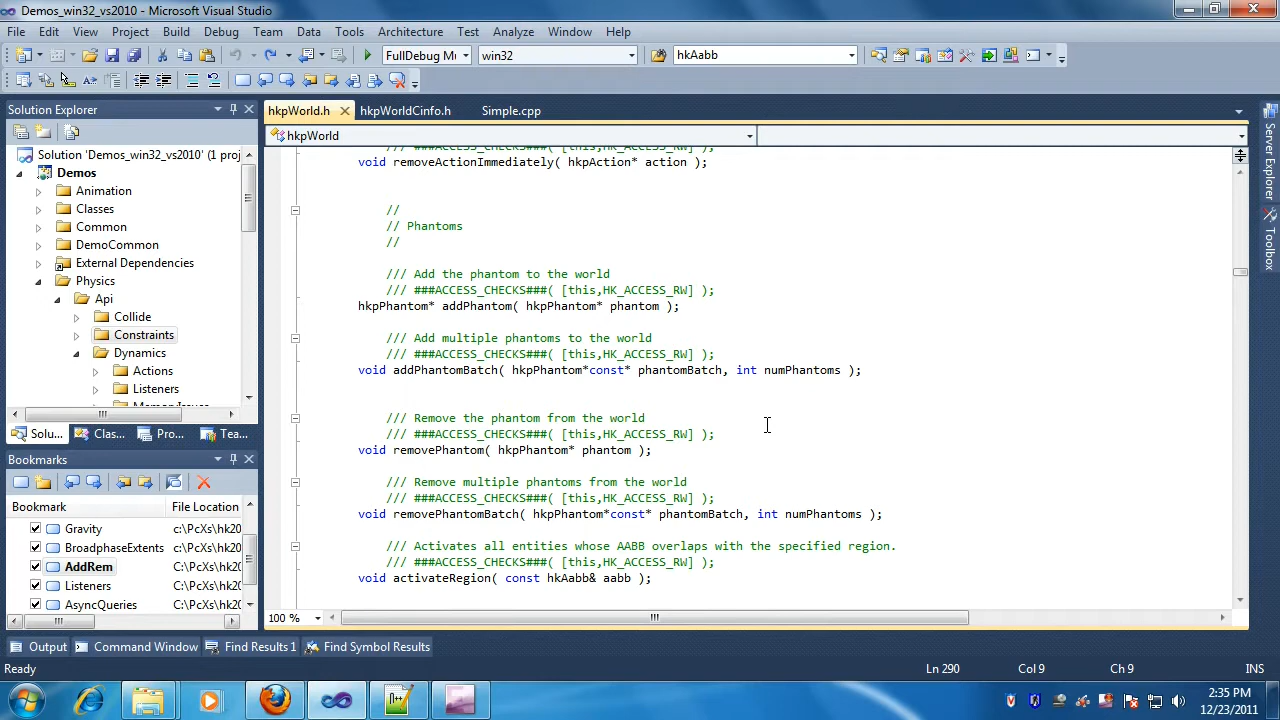 Demos_win32_vs2010 - Microsoft Visual Studio
File Edit View Project Build Debug Team Data Tools Architecture Test Analyze Window Help
FullDebug Mu win32 hkAabb
Solution Explorer
Solution 'Demos_win32_vs2010' (1 proj
Demos
Animation
Classes
Common
DemoCommon
External Dependencies
Physics
Api
Collide
Constraints
Dynamics
Actions
Listeners
MemoryIssues
Solu... Clas... Pro... Tea...
Bookmarks
Bookmark File Location
Gravity c:\PcXs\hk20
BroadphaseExtents c:\PcXs\hk20
AddRem C:\PcXs\hk20
Listeners C:\PcXs\hk20
AsyncQueries C:\PcXs\hk20
hkpWorld.h hkpWorldCinfo.h Simple.cpp
hkpWorld
/// ###ACCESS_CHECKS###( [this,HK_ACCESS_RW] );
void removeActionImmediately( hkpAction* action );
//
// Phantoms
//
/// Add the phantom to the world
/// ###ACCESS_CHECKS###( [this,HK_ACCESS_RW] );
hkpPhantom* addPhantom( hkpPhantom* phantom );
/// Add multiple phantoms to the world
/// ###ACCESS_CHECKS###( [this,HK_ACCESS_RW] );
void addPhantomBatch( hkpPhantom*const* phantomBatch, int numPhantoms );
/// Remove the phantom from the world
/// ###ACCESS_CHECKS###( [this,HK_ACCESS_RW] );
void removePhantom( hkpPhantom* phantom );
/// Remove multiple phantoms from the world
/// ###ACCESS_CHECKS###( [this,HK_ACCESS_RW] );
void removePhantomBatch( hkpPhantom*const* phantomBatch, int numPhantoms );
/// Activates all entities whose AABB overlaps with the specified region.
/// ###ACCESS_CHECKS###( [this,HK_ACCESS_RW] );
void activateRegion( const hkAabb& aabb );
100 %
Server Explorer
Toolbox
Output Command Window Find Results 1 Find Symbol Results
Ready Ln 290 Col 9 Ch 9 INS
2:35 PM
12/23/2011